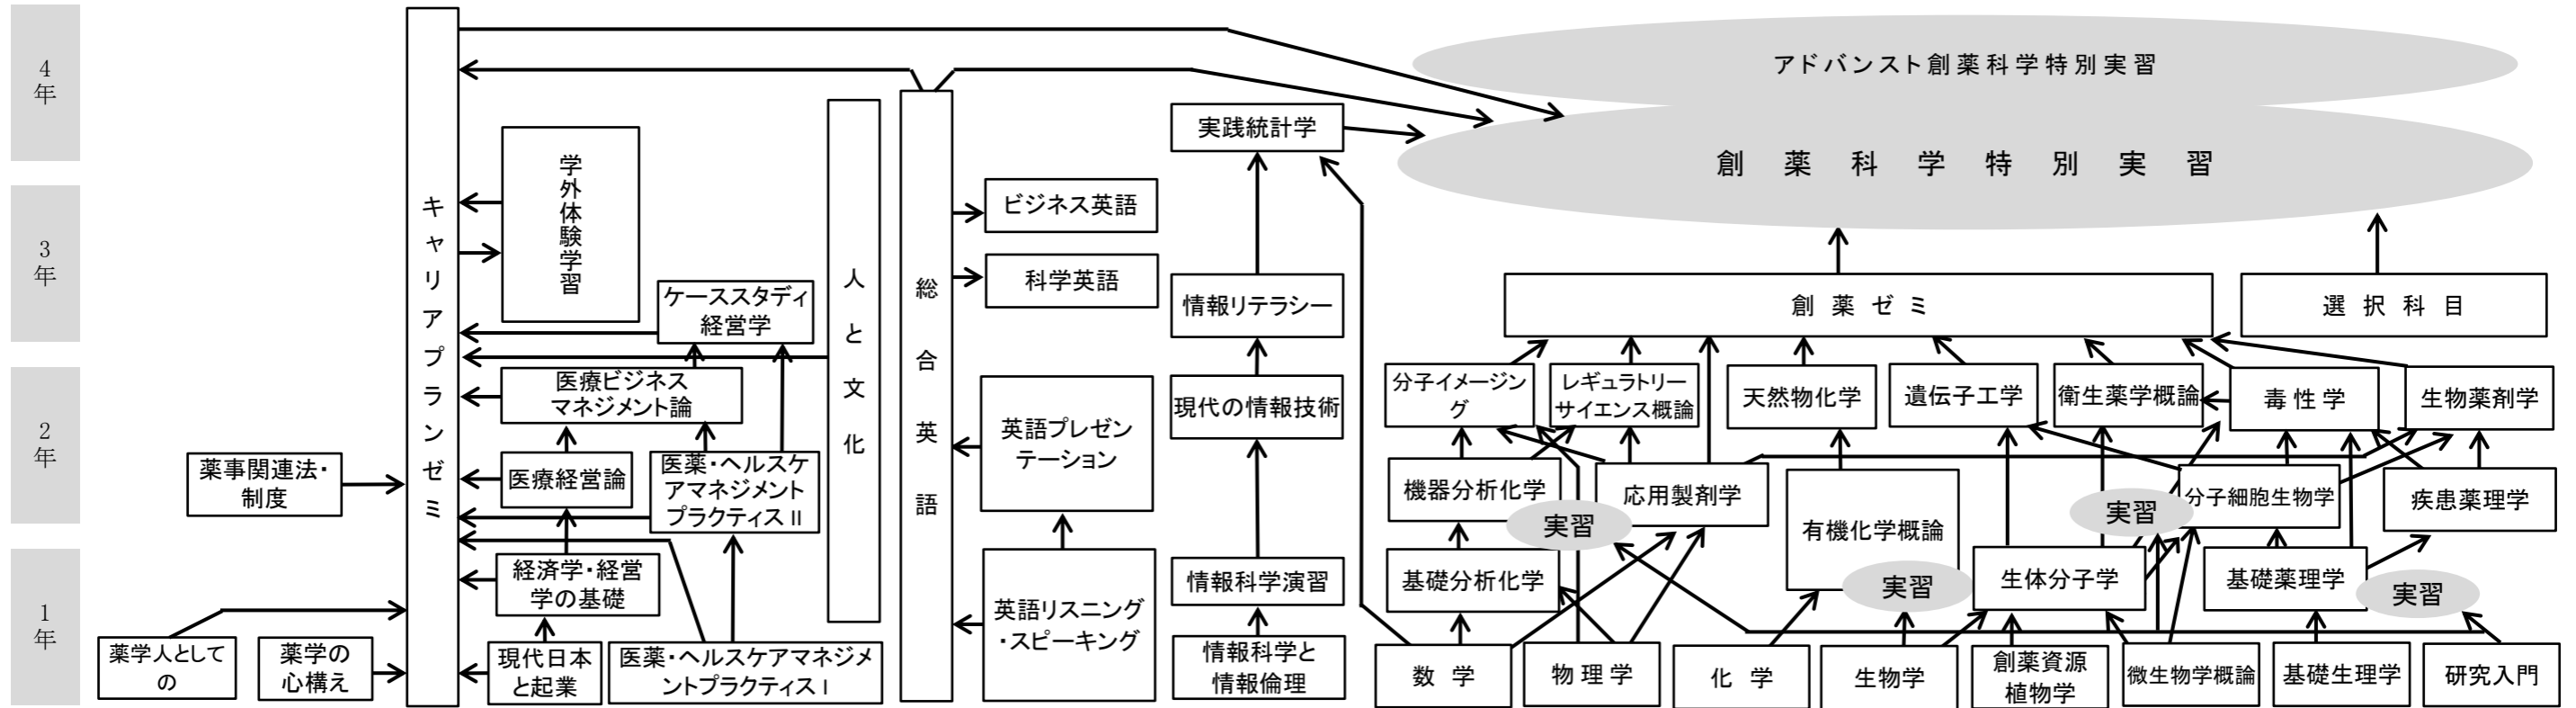 4
年
3
年
2
年
1
年
キャリアプランゼミ
学外体験学習
ケーススタディ
経営学
医療ビジネス
マネジメント論
医療経営論
医薬・ヘルスケ
アマネジメント
プラクティスⅡ
経済学・経営
学の基礎
現代日本
と起業
医薬・ヘルスケアマネジメ
ントプラクティスⅠ
薬事関連法・
制度
薬学人として
の
薬学の
心構え
人と文化
総合英語
ビジネス英語
科学英語
英語プレゼン
テーション
英語リスニング
・スピーキング
実践統計学
情報リテラシー
現代の情報技術
情報科学演習
情報科学と
情報倫理
アドバンスト創薬科学特別実習
創薬科学特別実習
創薬ゼミ
選択科目
分子イメージン
グ
レギュラトリー
サイエンス概論
天然物化学
遺伝子工学
衛生薬学概論
毒性学
生物薬剤学
機器分析化学
応用製剤学
有機化学概論
分子細胞生物学
疾患薬理学
実習
実習
基礎分析化学
生体分子学
基礎薬理学
実習
実習
数学
物理学
化学
生物学
創薬資源
植物学
微生物学概論
基礎生理学
研究入門